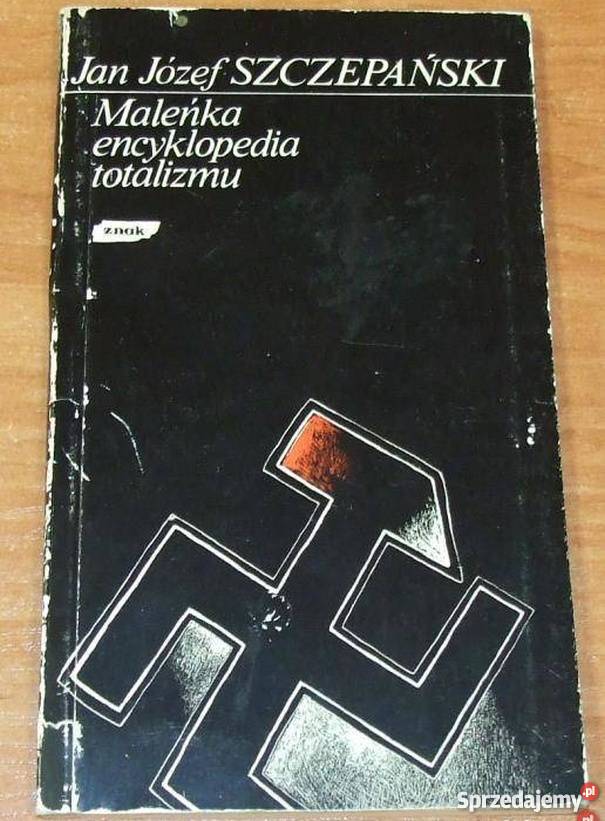 Jan Józef SZCZEPAŃSKI
Maleńka
encyklopedia
totalizmu
znak
Sprzedajemy.pl